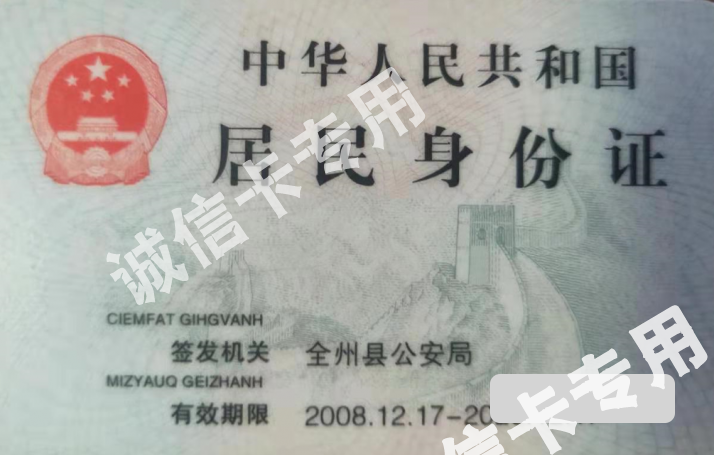 中华人民共和国
居民身份证
诚信卡专用
CIEMFAT GIHGVANH
签发机关 全州县公安局
MIZYAUQ GEIZHANH
有效期限 2008.12.17-20
信卡专用